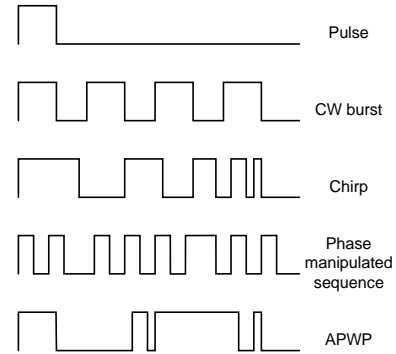 Pulse
CW burst
Chirp
Phase
manipulated
sequence
APWP